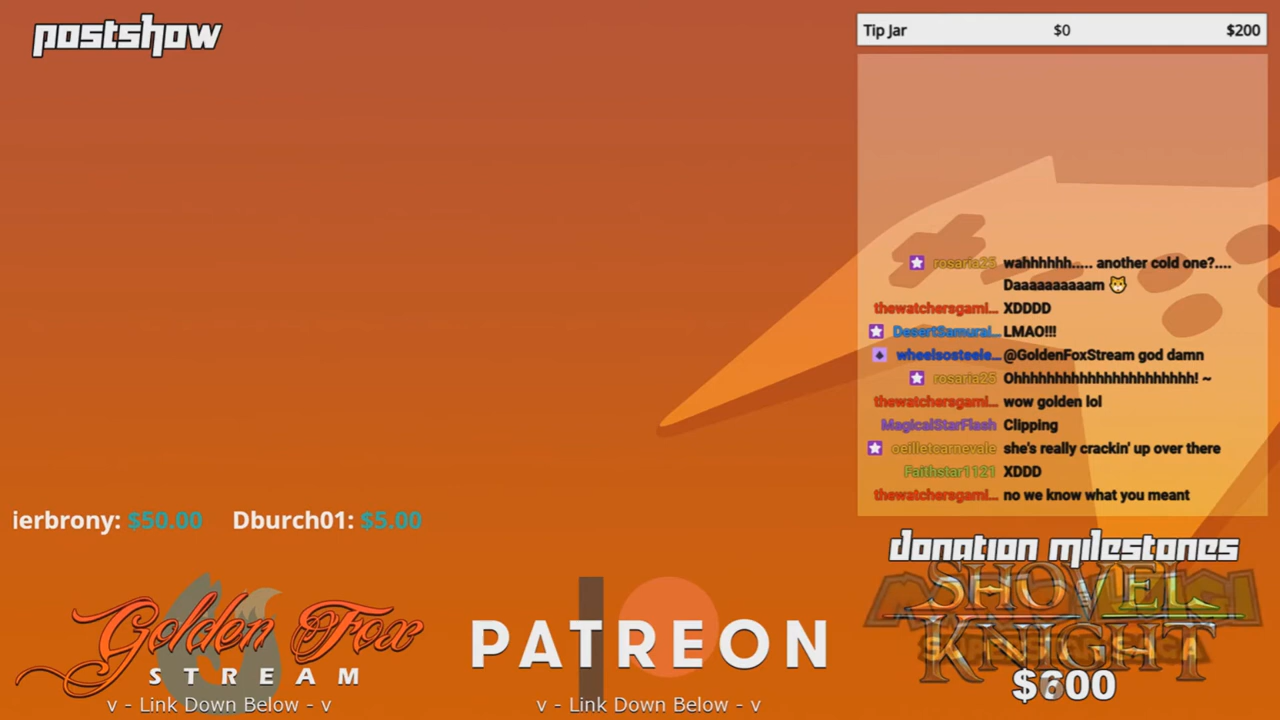 postshow
Tip Jar $0 $200
rosaria25 wahhhhhh..... another cold one?....
Daaaaaaaaaam
thewatchersgami... XDDDD
DesertSamurai... LMAO!!!
wheelsosteele... @GoldenFoxStream god damn
rosaria25 Ohhhhhhhhhhhhhhhhhhhhhh! ~
thewatchersgami... wow golden lol
MagicalStarFlash Clipping
oeilletcarnevale she's really crackin' up over there
Faithstar1121 XDDD
thewatchersgami... no we know what you meant
ierbrony: $50.00 Dburch01: $5.00
donation milestones
SHOVEL
KNIGHT
Golden Fox
STREAM
v - Link Down Below - v
PATREON
v - Link Down Below - v